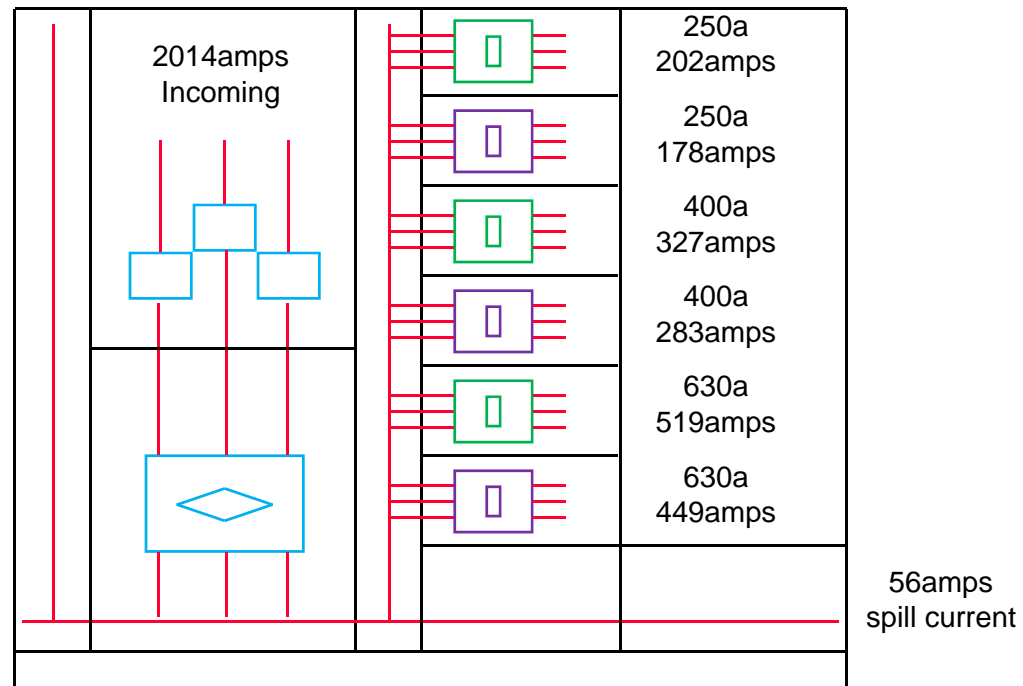 2014amps
Incoming
250a
202amps
250a
178amps
400a
327amps
400a
283amps
630a
519amps
630a
449amps
56amps
spill current